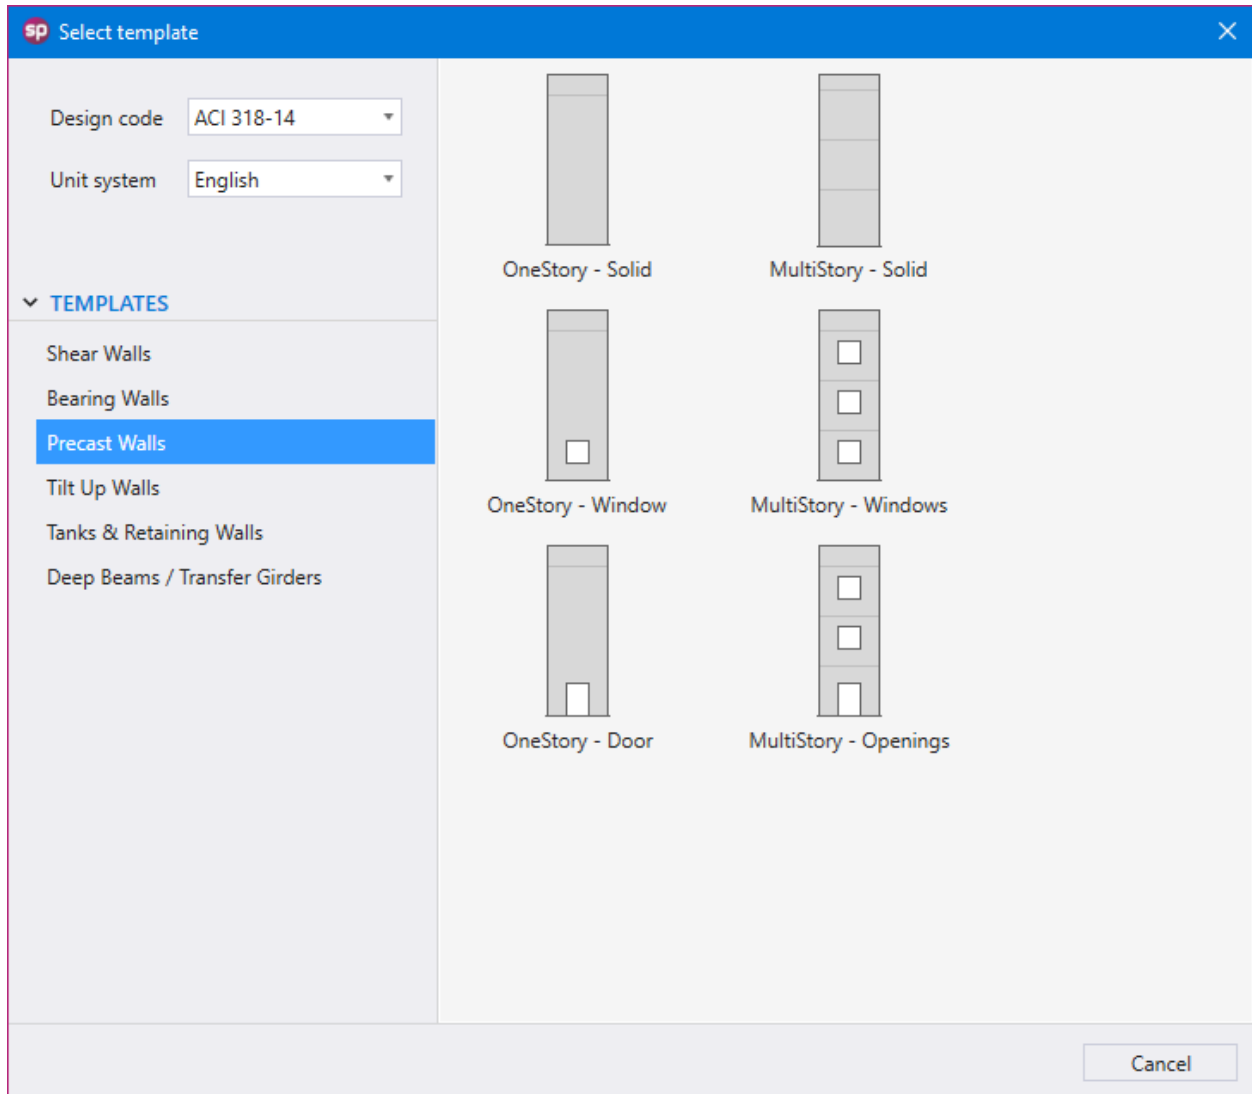 sp Select template
Design code ACI 318-14
Unit system English
TEMPLATES
Shear Walls
Bearing Walls
Precast Walls
Tilt Up Walls
Tanks & Retaining Walls
Deep Beams / Transfer Girders
OneStory - Solid
MultiStory - Solid
OneStory - Window
MultiStory - Windows
OneStory - Door
MultiStory - Openings
Cancel